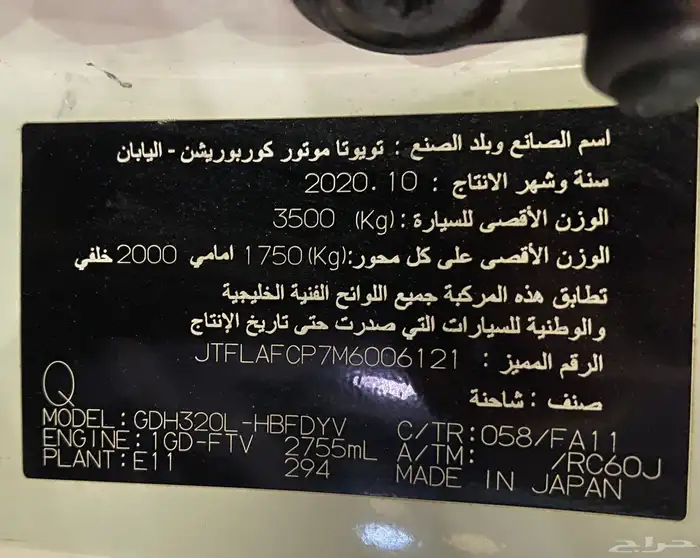 اسم الصانع وبلد الصنع : تويوتا موتور كوربوريشن - اليابان
سنة وشهر الانتاج : 2020.10
الوزن الأقصى للسيارة : (Kg) 3500
الوزن الأقصى على كل محور:(Kg) 1750 امامي 2000 خلفي
تطابق هذه المركبة جميع اللوائح الفنية الخليجية
والوطنية للسيارات التي صدرت حتى تاريخ الإنتاج
الرقم المميز : JTFLAFCP7M6006121
صنف : شاحنة
Q
MODEL:GDH320L-HBFDYV C/TR:058/FA11
ENGINE:1GD-FTV 2755mL A/TM: /RC60J
PLANT:E11 294 MADE IN JAPAN
حراج